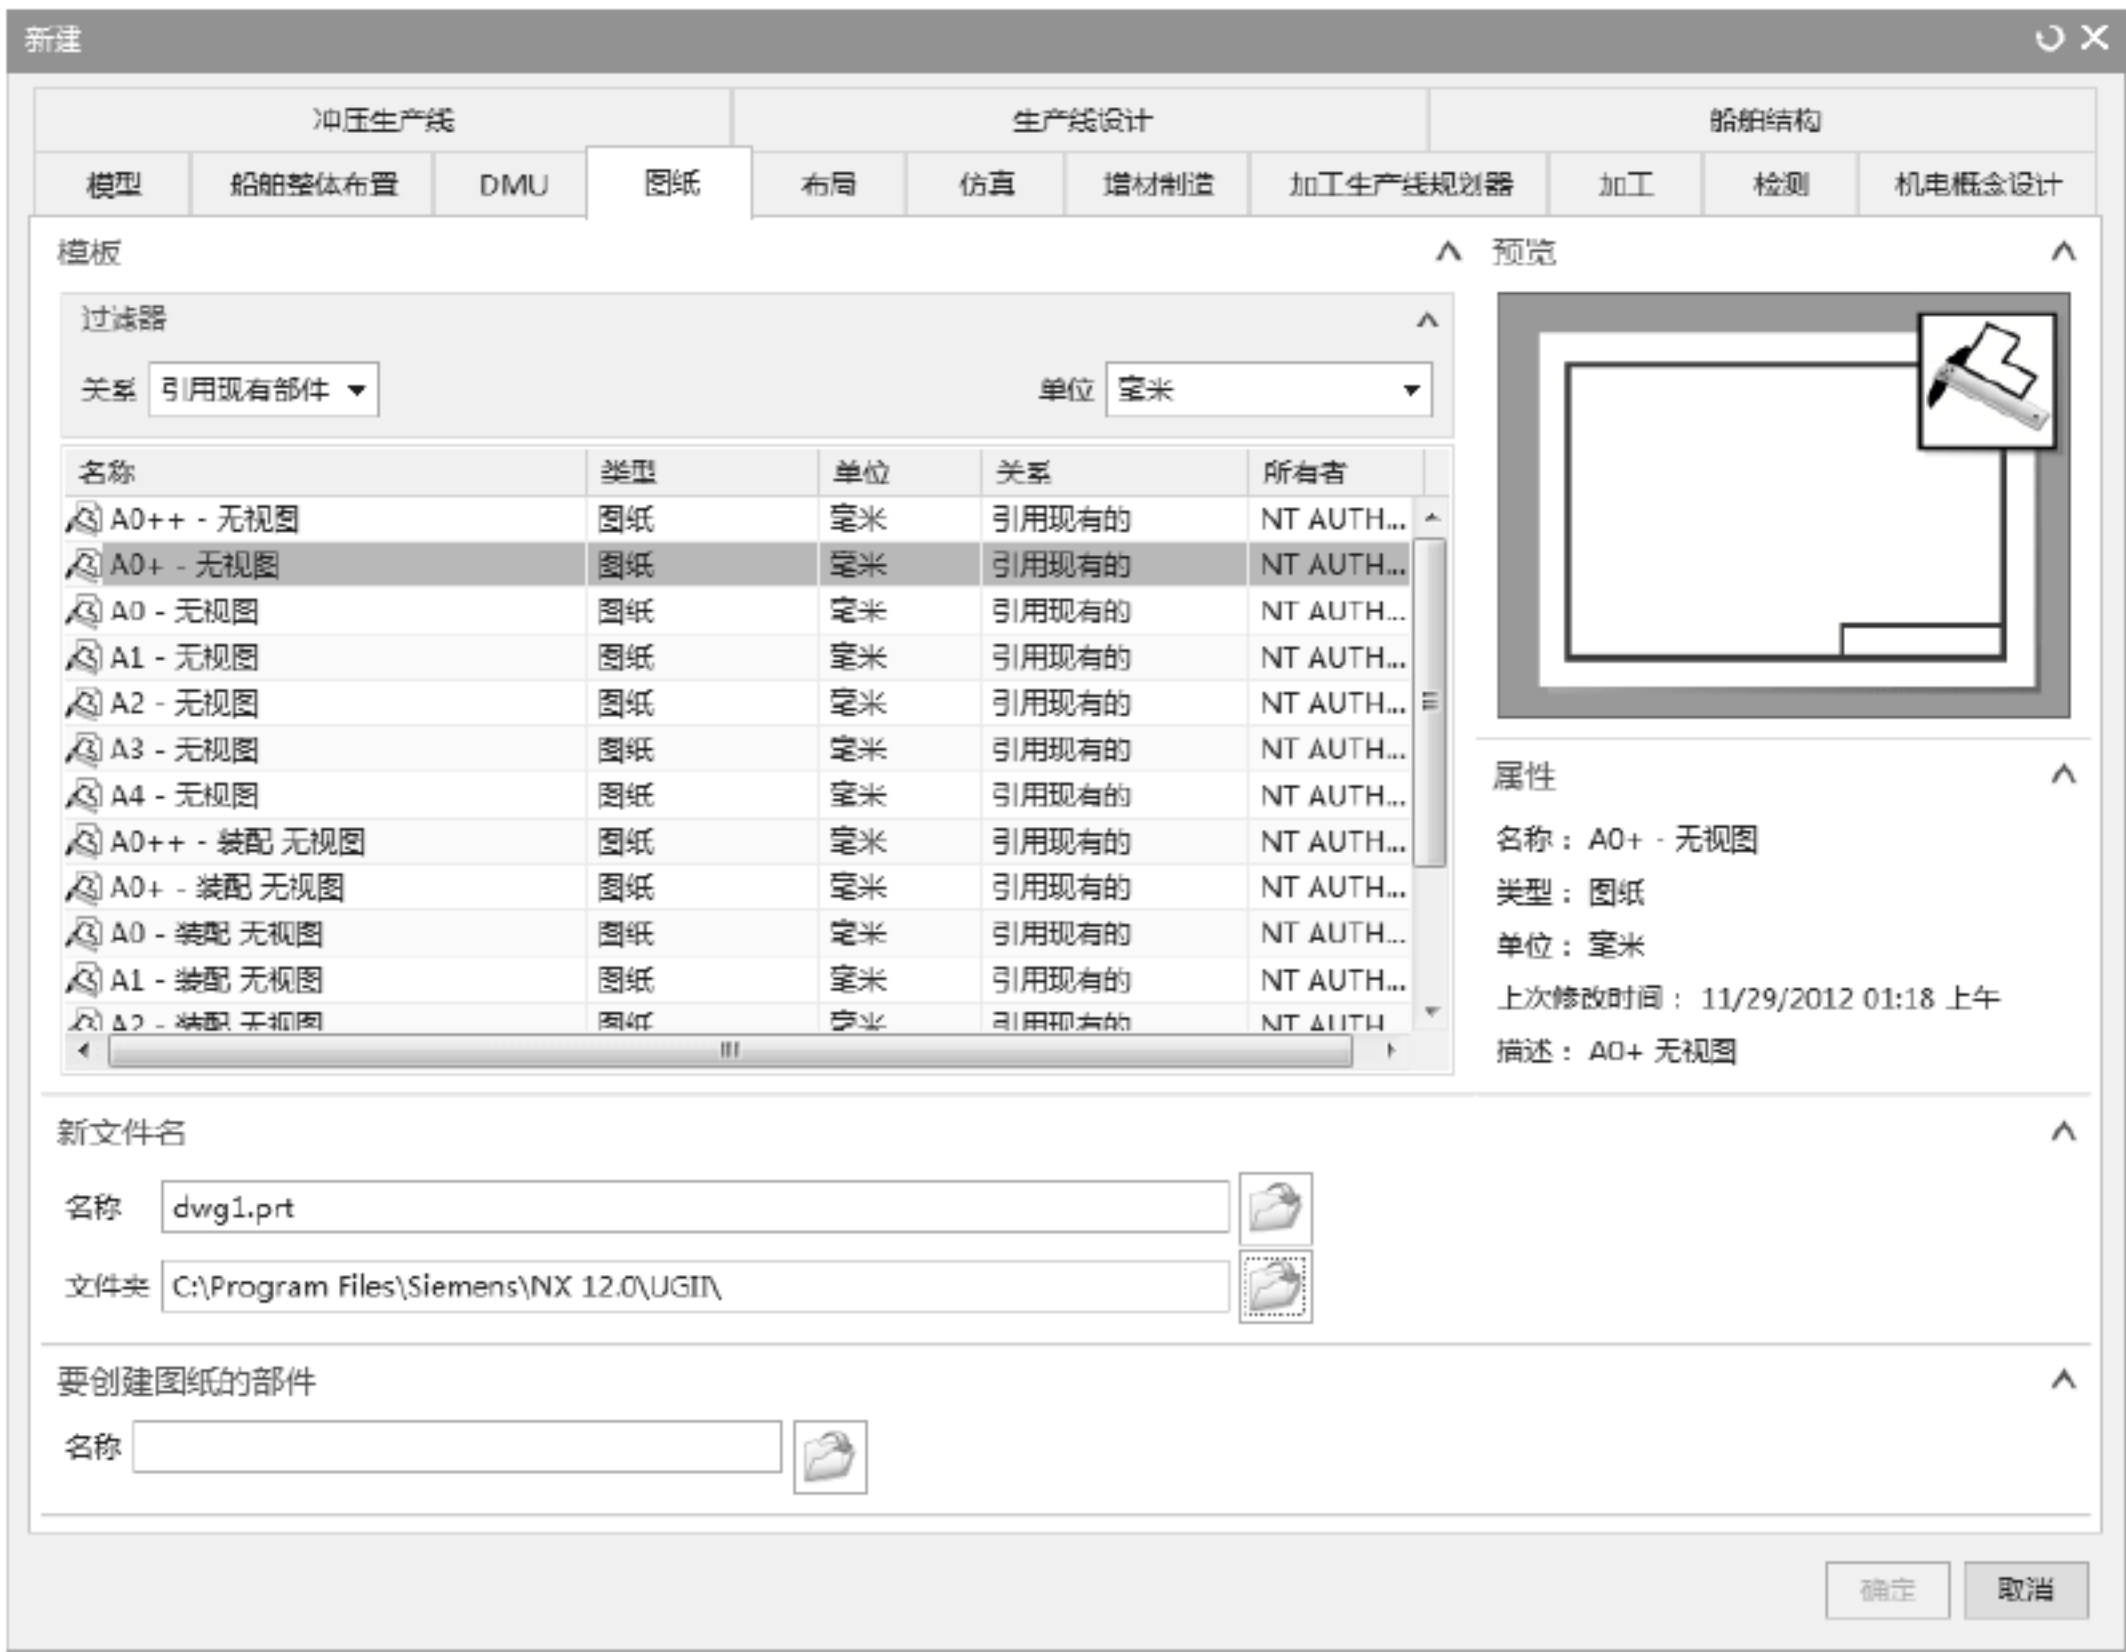 新建
冲压生产线 生产线设计 船舶结构
模型 船舶整体布置 DMU 图纸 布局 仿真 增材制造 加工生产线规划器 加工 检测 机电概念设计
模板
过滤器
关系 引用现有部件 单位 毫米
名称 类型 单位 关系 所有者
A0++ - 无视图 图纸 毫米 引用现有的 NT AUTH...
A0+ - 无视图 图纸 毫米 引用现有的 NT AUTH...
A0 - 无视图 图纸 毫米 引用现有的 NT AUTH...
A1 - 无视图 图纸 毫米 引用现有的 NT AUTH...
A2 - 无视图 图纸 毫米 引用现有的 NT AUTH...
A3 - 无视图 图纸 毫米 引用现有的 NT AUTH...
A4 - 无视图 图纸 毫米 引用现有的 NT AUTH...
A0++ - 装配 无视图 图纸 毫米 引用现有的 NT AUTH...
A0+ - 装配 无视图 图纸 毫米 引用现有的 NT AUTH...
A0 - 装配 无视图 图纸 毫米 引用现有的 NT AUTH...
A1 - 装配 无视图 图纸 毫米 引用现有的 NT AUTH...
A2 - 装配 无视图 图纸 毫米 引用现有的 NT AUTH
预览
属性
名称： A0+ - 无视图
类型： 图纸
单位： 毫米
上次修改时间： 11/29/2012 01:18 上午
描述： A0+ 无视图
新文件名
名称 dwg1.prt
文件夹 C:\Program Files\Siemens\NX 12.0\UGII\
要创建图纸的部件
名称
确定 取消